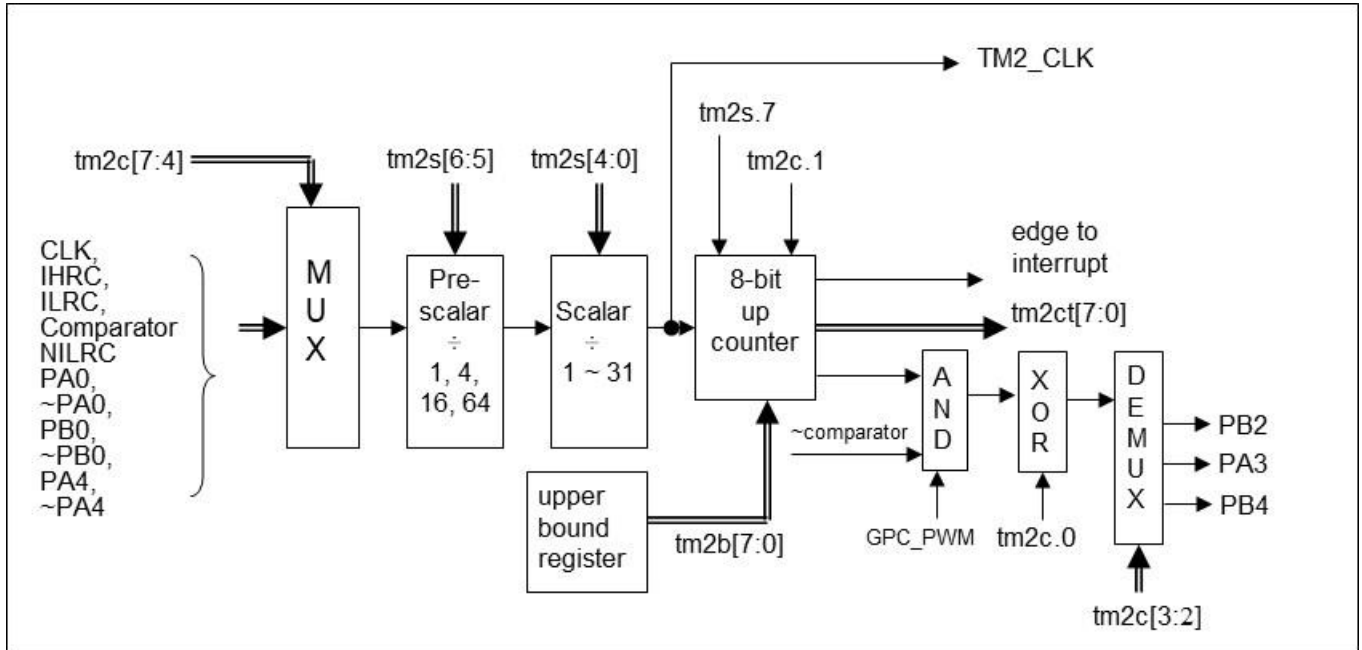 TM2_CLK
tm2s.7
tm2c[7:4]
tm2s[6:5]
tm2s[4:0]
tm2c.1
CLK,
IHRC,
ILRC,
Comparator
NILRC
PA0,
~PA0,
PB0,
~PB0,
PA4,
~PA4
M
U
X
Pre-
scalar
÷
1, 4,
16, 64
Scalar
÷
1 ~ 31
8-bit
up
counter
edge to
interrupt
tm2ct[7:0]
~comparator
A
N
D
X
O
R
D
E
M
U
X
PB2
PA3
PB4
upper
bound
register
tm2b[7:0]
GPC_PWM
tm2c.0
tm2c[3:2]